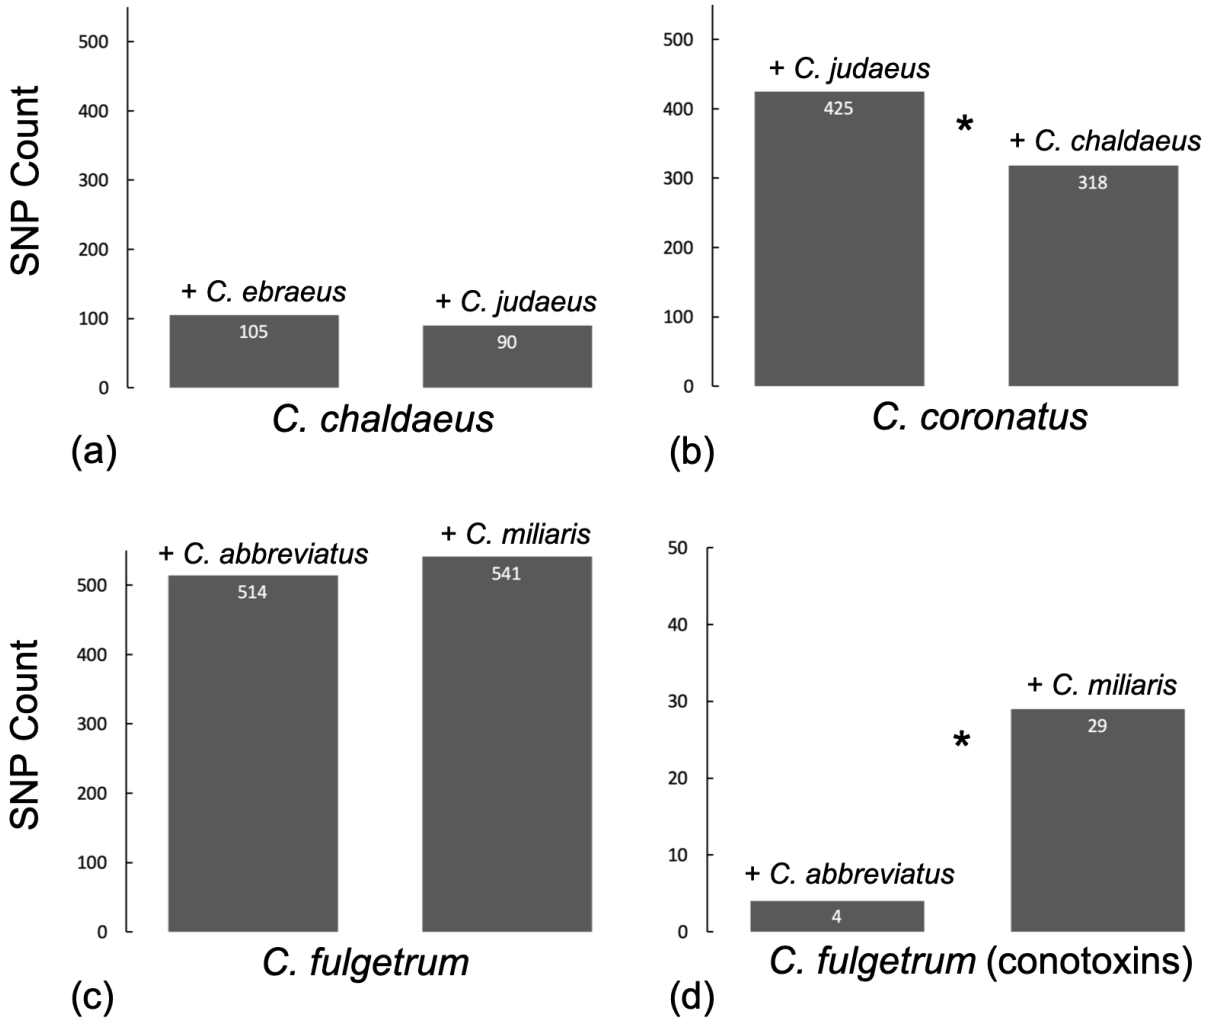 SNP Count
500
400
300
200
100
0
+ C. ebraeus
105
+ C. judaeus
90
C. chaldaeus
(a)
500
400
300
200
100
0
+ C. judaeus
425
*
+ C. chaldaeus
318
C. coronatus
(b)
SNP Count
500
400
300
200
100
0
+ C. abbreviatus
514
+ C. miliaris
541
C. fulgetrum
(c)
50
40
30
20
10
0
+ C. abbreviatus
4
*
+ C. miliaris
29
C. fulgetrum (conotoxins)
(d)